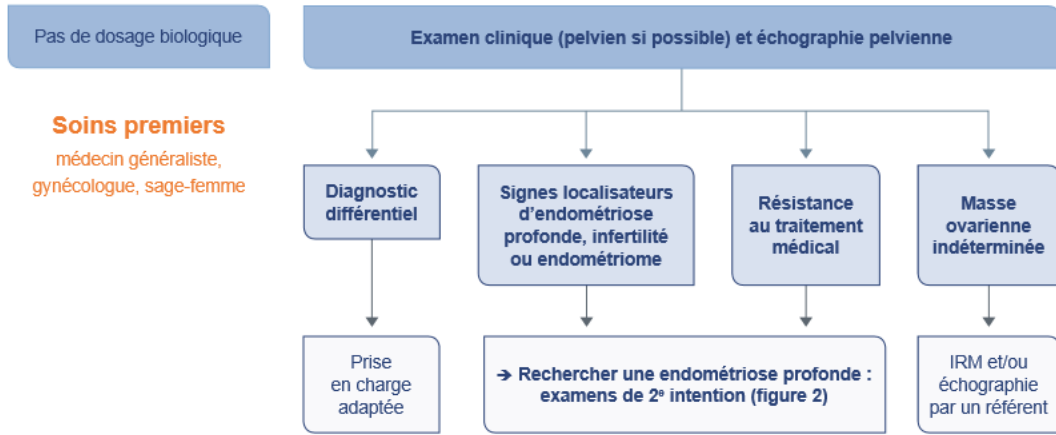 Pas de dosage biologique
Examen clinique (pelvien si possible) et échographie pelvienne
Soins premiers
médecin généraliste,
gynécologue, sage-femme
Diagnostic
différentiel
Signes localisateurs
d’endométriose
profonde, infertilité
ou endométriome
Résistance
au traitement
médical
Masse
ovarienne
indéterminée
Prise
en charge
adaptée
→ Rechercher une endométriose profonde :
examens de 2e intention (figure 2)
IRM et/ou
échographie
par un référent